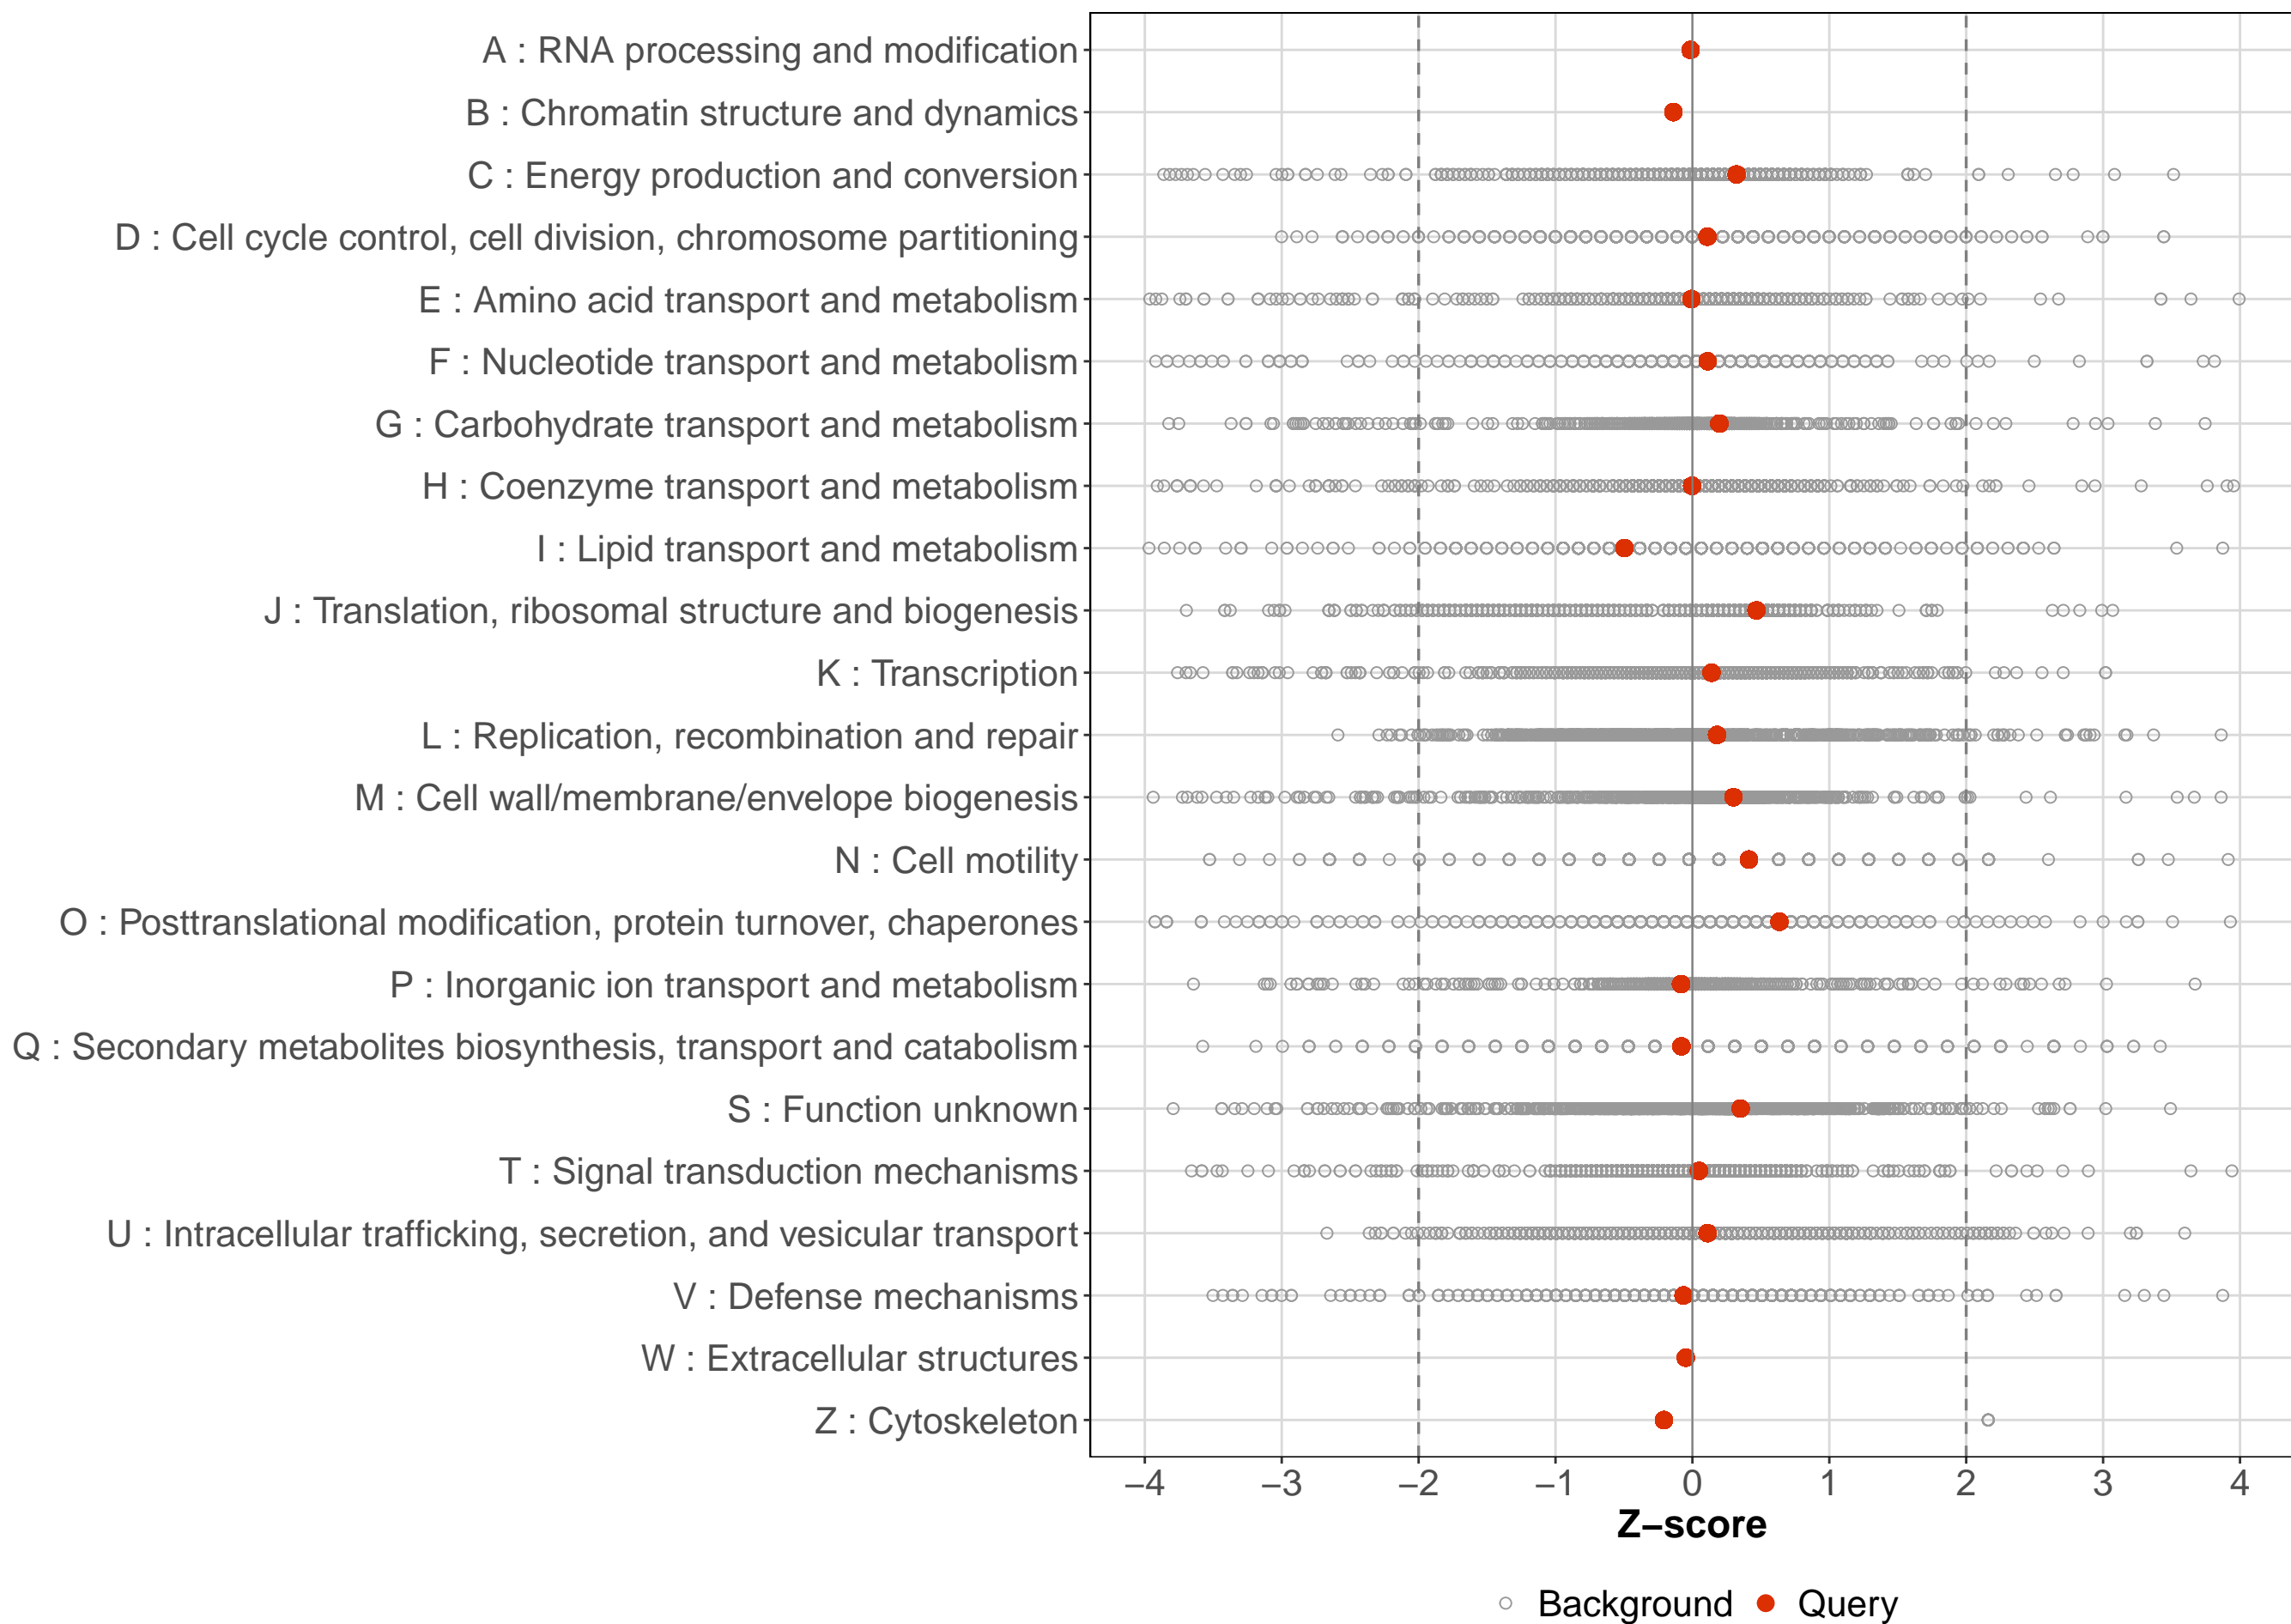 A : RNA processing and modification
B : Chromatin structure and dynamics
C : Energy production and conversion
D : Cell cycle control, cell division, chromosome partitioning
E : Amino acid transport and metabolism
F : Nucleotide transport and metabolism
G : Carbohydrate transport and metabolism
H : Coenzyme transport and metabolism
I : Lipid transport and metabolism
J : Translation, ribosomal structure and biogenesis
K : Transcription
L : Replication, recombination and repair
M : Cell wall/membrane/envelope biogenesis
N : Cell motility
O : Posttranslational modification, protein turnover, chaperones
P : Inorganic ion transport and metabolism
Q : Secondary metabolites biosynthesis, transport and catabolism
S : Function unknown
T : Signal transduction mechanisms
U : Intracellular trafficking, secretion, and vesicular transport
V : Defense mechanisms
W : Extracellular structures
Z : Cytoskeleton
−4 −3 −2 −1 0 1 2 3 4
Z−score
Background Query